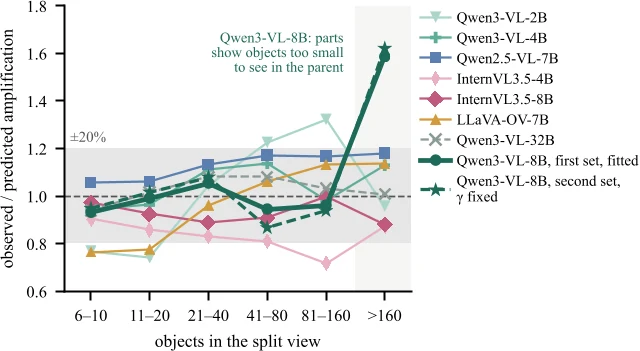 1.8
1.6
1.4
1.2
1.0
0.8
0.6
observed / predicted amplification
Qwen3-VL-8B: parts
show objects too small
to see in the parent
±20%
6–10
11–20
21–40
41–80
81–160
>160
objects in the split view
Qwen3-VL-2B
Qwen3-VL-4B
Qwen2.5-VL-7B
InternVL3.5-4B
InternVL3.5-8B
LLaVA-OV-7B
Qwen3-VL-32B
Qwen3-VL-8B, first set, fitted
Qwen3-VL-8B, second set,
γ fixed